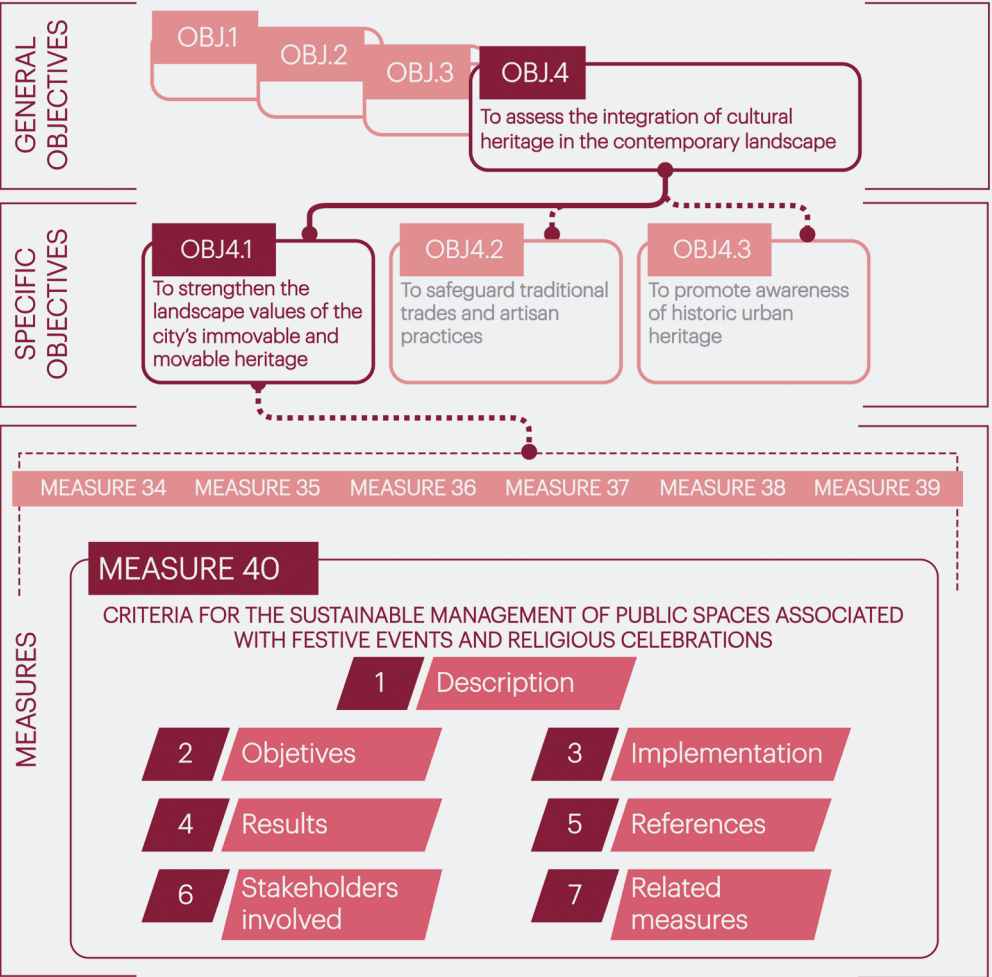 GENERAL
OBJECTIVES
OBJ.1
OBJ.2
OBJ.3
OBJ.4
To assess the integration of cultural
heritage in the contemporary landscape
SPECIFIC
OBJECTIVES
OBJ4.1
To strengthen the
landscape values of the
city's immovable and
movable heritage
OBJ4.2
To safeguard traditional
trades and artisan
practices
OBJ4.3
To promote awareness
of historic urban
heritage
MEASURES
MEASURE 34 MEASURE 35 MEASURE 36 MEASURE 37 MEASURE 38 MEASURE 39
MEASURE 40
CRITERIA FOR THE SUSTAINABLE MANAGEMENT OF PUBLIC SPACES ASSOCIATED
WITH FESTIVE EVENTS AND RELIGIOUS CELEBRATIONS
1 Description
2 Objetives
3 Implementation
4 Results
5 References
6 Stakeholders
involved
7 Related
measures